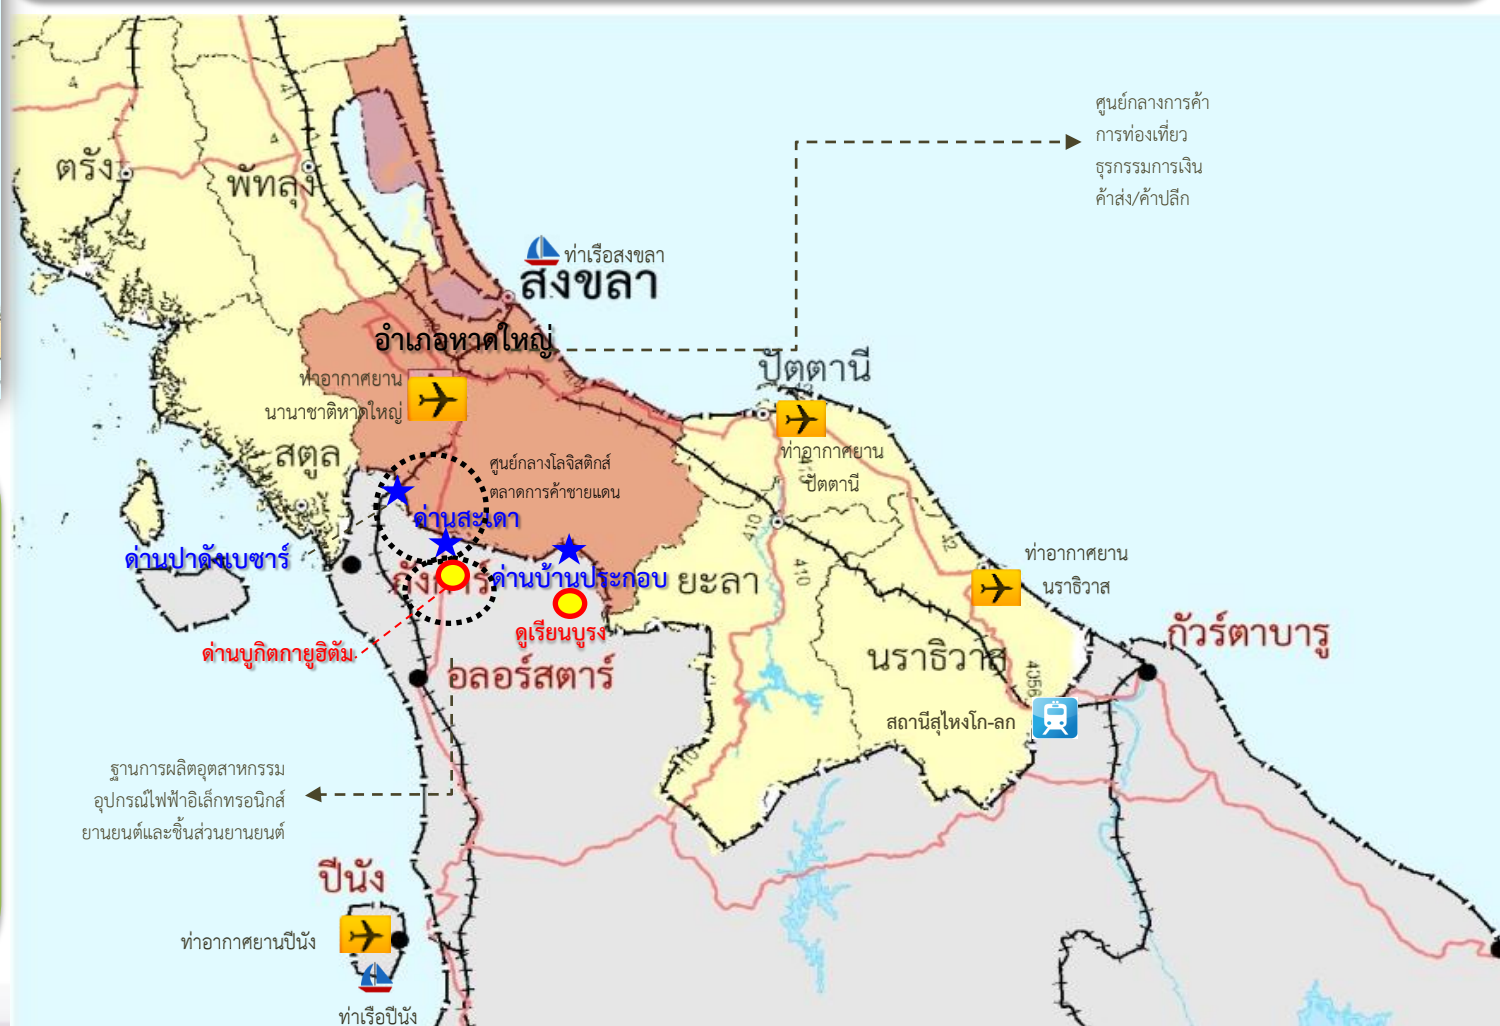 ศูนย์กลางการค้า
การท่องเที่ยว
ธุรกรรมการเงิน
ค้าส่ง/ค้าปลีก
4
41
4
ตรัง
พัทลุง
ท่าเรือสงขลา
สงขลา
อำเภอหาดใหญ่
ท่าอากาศยาน
นานาชาติหาดใหญ่
ปัตตานี
ท่าอากาศยาน
ปัตตานี
สตูล
ศูนย์กลางโลจิสติกส์
ตลาดการค้าชายแดน
ด่านสะเดา
ด่านปาดังเบซาร์
ด่านบ้านประกอบ
410
42
410
ยะลา
ท่าอากาศยาน
นราธิวาส
ดูเรียนบูรง
ด่านบูกิตกายูฮิตัม
อลอร์สตาร์
กัวร์ตาบารู
นราธิวาส
4056
สถานีสุไหงโก-ลก
410
ฐานการผลิตอุตสาหกรรม
อุปกรณ์ไฟฟ้าอิเล็กทรอนิกส์
ยานยนต์และชิ้นส่วนยานยนต์
ปีนัง
ท่าอากาศยานปีนัง
ท่าเรือปีนัง